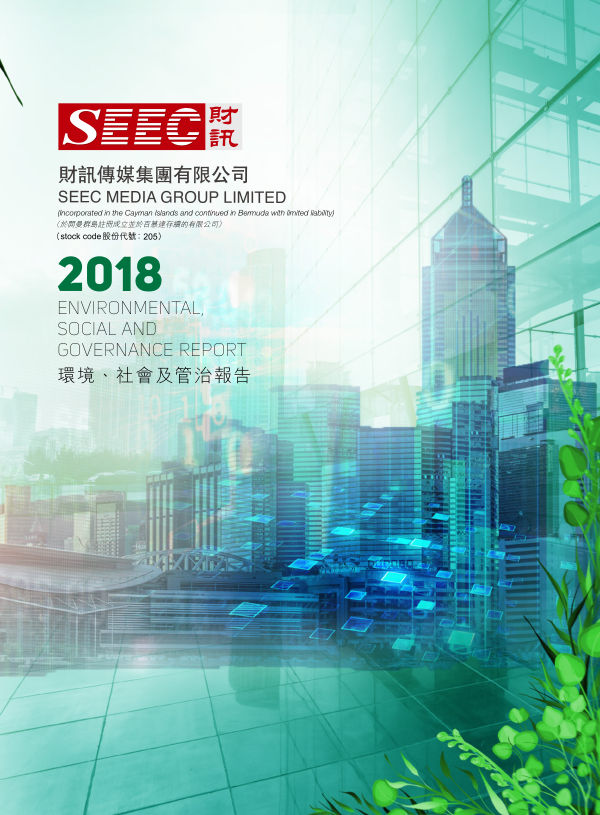 SEEC 財訊
財訊傳媒集團有限公司
SEEC MEDIA GROUP LIMITED
(Incorporated in the Cayman Islands and continued in Bermuda with limited liability)
（於開曼群島註冊成立並於百慕達存續的有限公司）
（stock code 股份代號：205）
2018
ENVIRONMENTAL,
SOCIAL AND
GOVERNANCE REPORT
環境、社會及管治報告